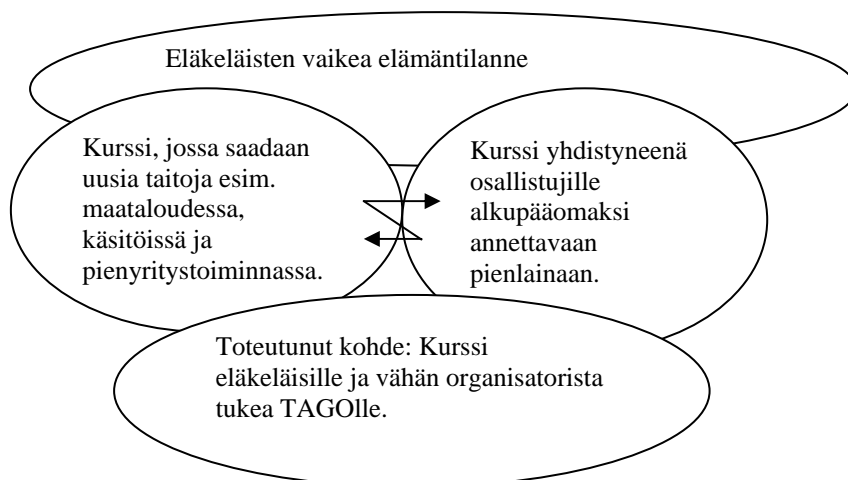 Eläkeläisten vaikea elämäntilanne
Kurssi, jossa saadaan
uusia taitoja esim.
maataloudessa,
käsitöissä ja
pienyritystoiminnassa.
Kurssi yhdistyneenä
osallistujille
alkupääomaksi
annettavaan
pienlainaan.
Toteutunut kohde: Kurssi
eläkeläisille ja vähän organisatorista
tukea TAGOlle.